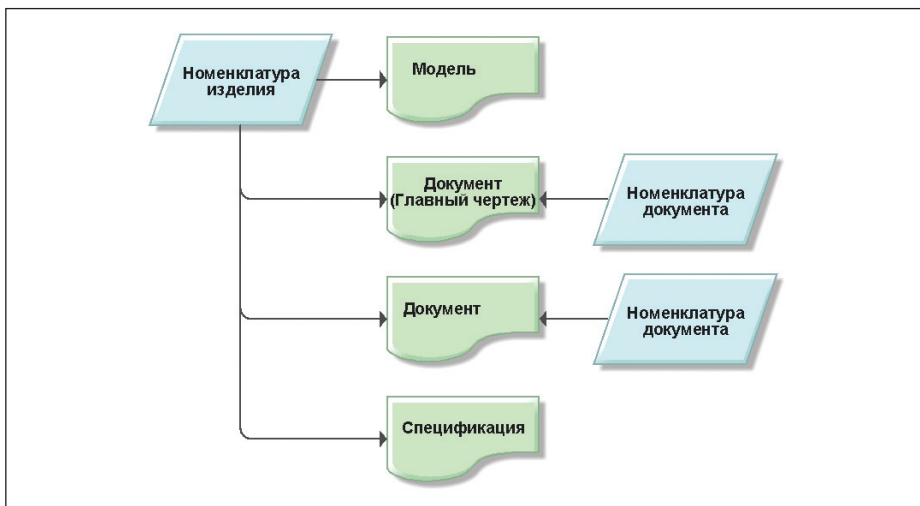 Номенклатура
изделия
Модель
Документ
(Главный чертеж)
Номенклатура
документа
Документ
Номенклатура
документа
Спецификация